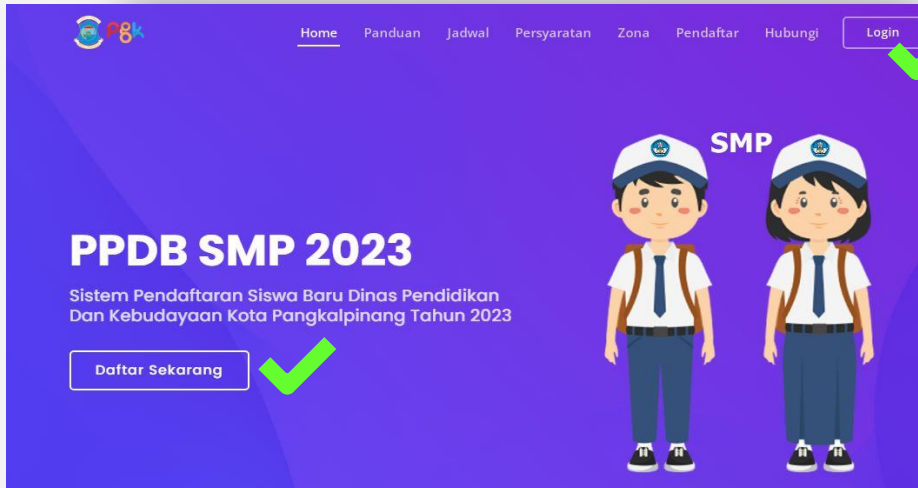 Pgk
Home Panduan Jadwal Persyaratan Zona Pendaftar Hubungi Login
SMP
PPDB SMP 2023
Sistem Pendaftaran Siswa Baru Dinas Pendidikan
Dan Kebudayaan Kota Pangkalpinang Tahun 2023
Daftar Sekarang